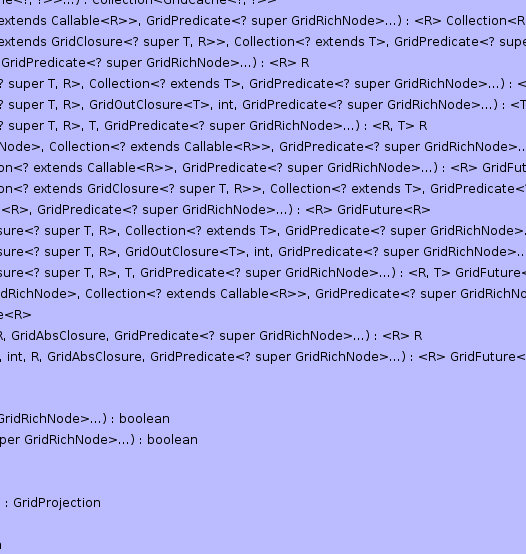 he<?, ?>>...) : Collection<GridCache<?, ?>>
extends Callable<R>>, GridPredicate<? super GridRichNode>...) : <R> Collection<R
extends GridClosure<? super T, R>>, Collection<? extends T>, GridPredicate<? supe
GridPredicate<? super GridRichNode>...) : <R> R
? super T, R>, Collection<? extends T>, GridPredicate<? super GridRichNode>...) : <
? super T, R>, GridOutClosure<T>, int, GridPredicate<? super GridRichNode>...) : <T
? super T, R>, T, GridPredicate<? super GridRichNode>...) : <R, T> R
Node>, Collection<? extends Callable<R>>, GridPredicate<? super GridRichNode>...
on<? extends Callable<R>>, GridPredicate<? super GridRichNode>...) : <R> GridFut
on<? extends GridClosure<? super T, R>>, Collection<? extends T>, GridPredicate<
<R>, GridPredicate<? super GridRichNode>...) : <R> GridFuture<R>
sure<? super T, R>, Collection<? extends T>, GridPredicate<? super GridRichNode>...
sure<? super T, R>, GridOutClosure<T>, int, GridPredicate<? super GridRichNode>...
sure<? super T, R>, T, GridPredicate<? super GridRichNode>...) : <R, T> GridFuture<
dRichNode>, Collection<? extends Callable<R>>, GridPredicate<? super GridRichNo
e<R>
R, GridAbsClosure, GridPredicate<? super GridRichNode>...) : <R> R
, int, R, GridAbsClosure, GridPredicate<? super GridRichNode>...) : <R> GridFuture<
GridRichNode>...) : boolean
per GridRichNode>...) : boolean
: GridProjection